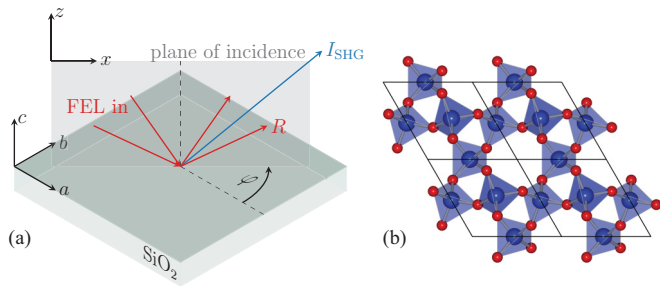 z
x
plane of incidence
I_SHG
FEL in
R
c
b
a
φ
(a)
SiO₂
(b)